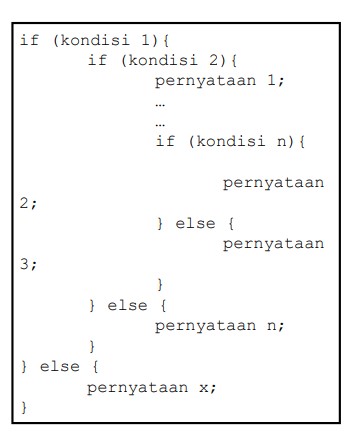 if (kondisi 1){
if (kondisi 2){
pernyataan 1;
…
…
if (kondisi n){
pernyataan
2;
} else {
pernyataan
3;
}
} else {
pernyataan n;
}
} else {
pernyataan x;
}